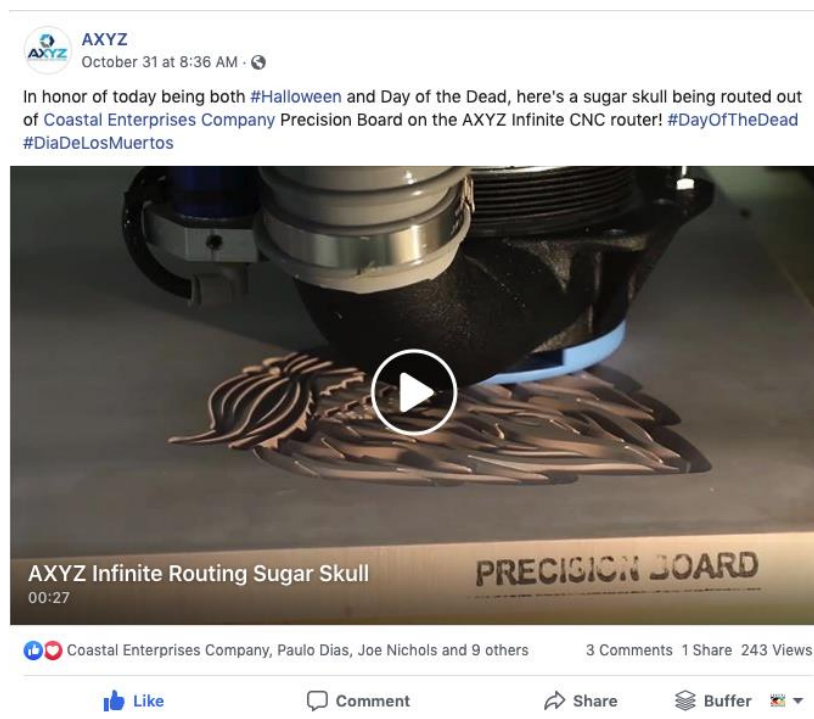 AXYZ
AXYZ
October 31 at 8:36 AM ·
In honor of today being both #Halloween and Day of the Dead, here's a sugar skull being routed out
of Coastal Enterprises Company Precision Board on the AXYZ Infinite CNC router! #DayOfTheDead
#DiaDeLosMuertos
PRECISION BOARD
AXYZ Infinite Routing Sugar Skull
00:27
Coastal Enterprises Company, Paulo Dias, Joe Nichols and 9 others 3 Comments 1 Share 243 Views
Like Comment Share Buffer